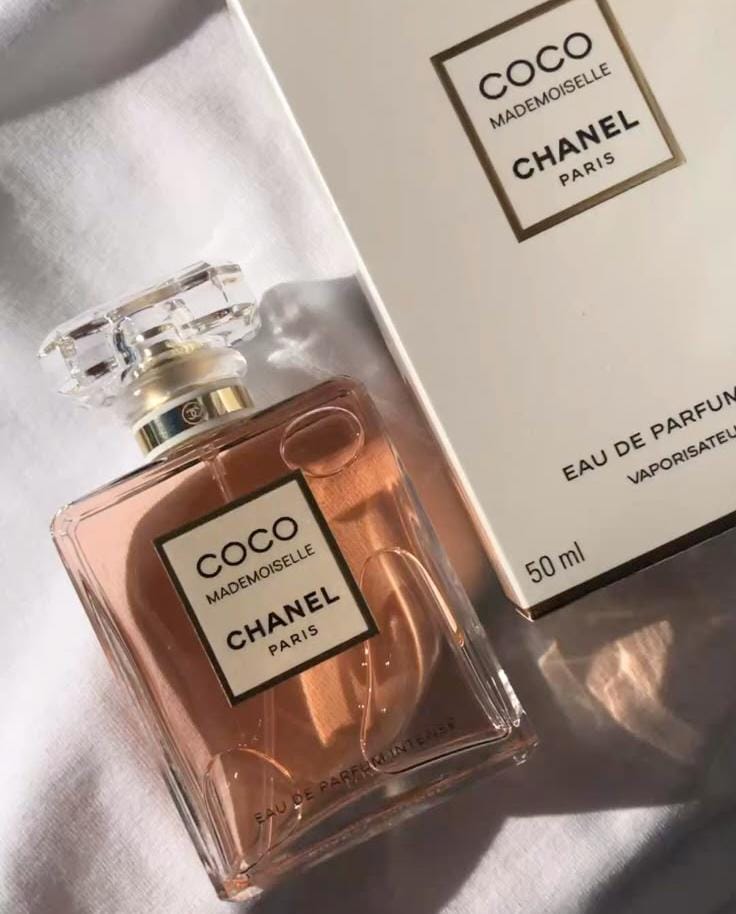 COCO
MADEMOISELLE
CHANEL
PARIS
EAU DE PARFUM
50 ml
COCO
MADEMOISELLE
CHANEL
PARIS
EAU DE PARFUM INTENSE